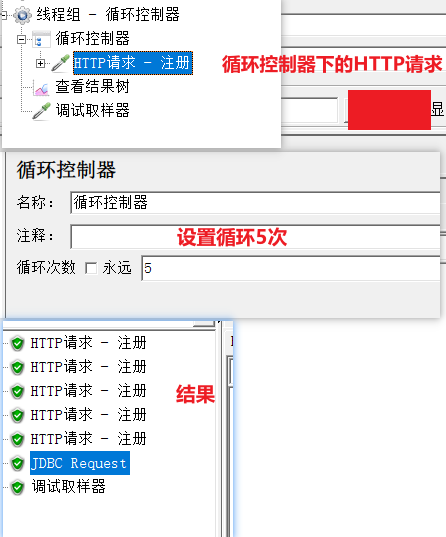 线程组 - 循环控制器
循环控制器
HTTP请求 - 注册
循环控制器下的HTTP请求
查看结果树
调试取样器
显
循环控制器
名称： 循环控制器
注释：
设置循环5次
循环次数 永远 5
HTTP请求 - 注册
HTTP请求 - 注册
HTTP请求 - 注册
结果
HTTP请求 - 注册
HTTP请求 - 注册
JDBC Request
调试取样器